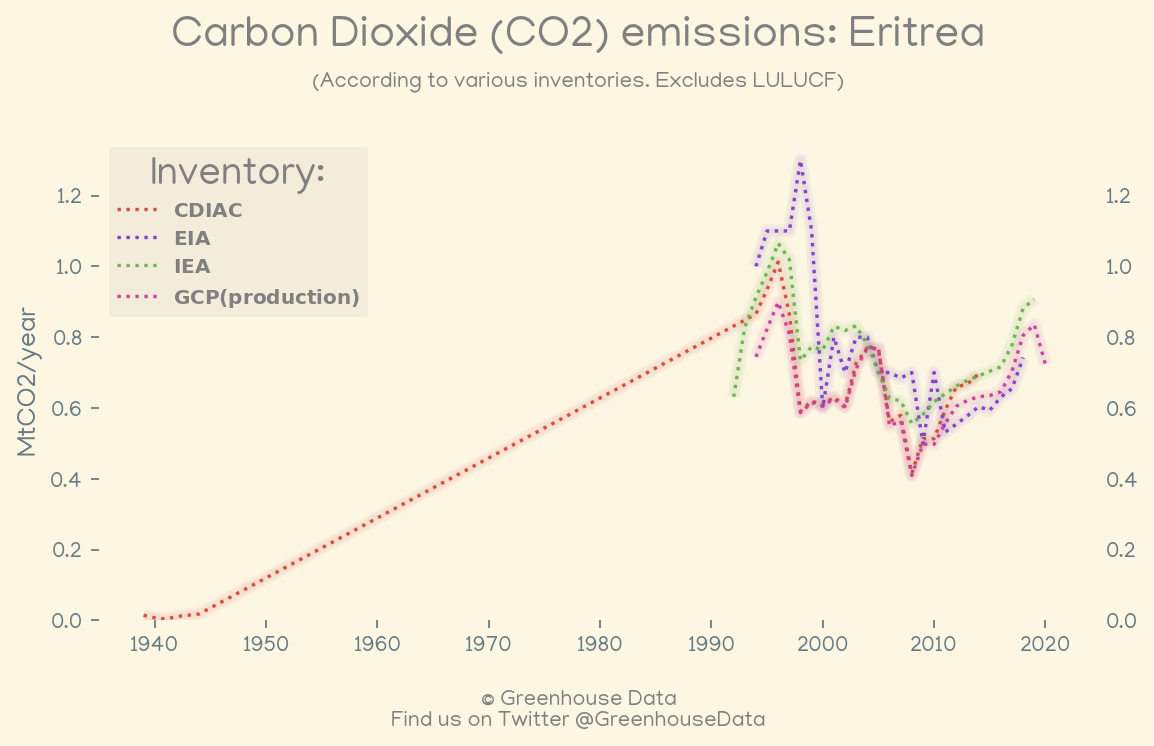 Carbon Dioxide (CO2) emissions: Eritrea
(According to various inventories. Excludes LULUCF)
Inventory:
CDIAC
EIA
IEA
GCP(production)
MtCO2/year
1.2
1.0
0.8
0.6
0.4
0.2
0.0
1.2
1.0
0.8
0.6
0.4
0.2
0.0
1940 1950 1960 1970 1980 1990 2000 2010 2020
© Greenhouse Data
Find us on Twitter @GreenhouseData